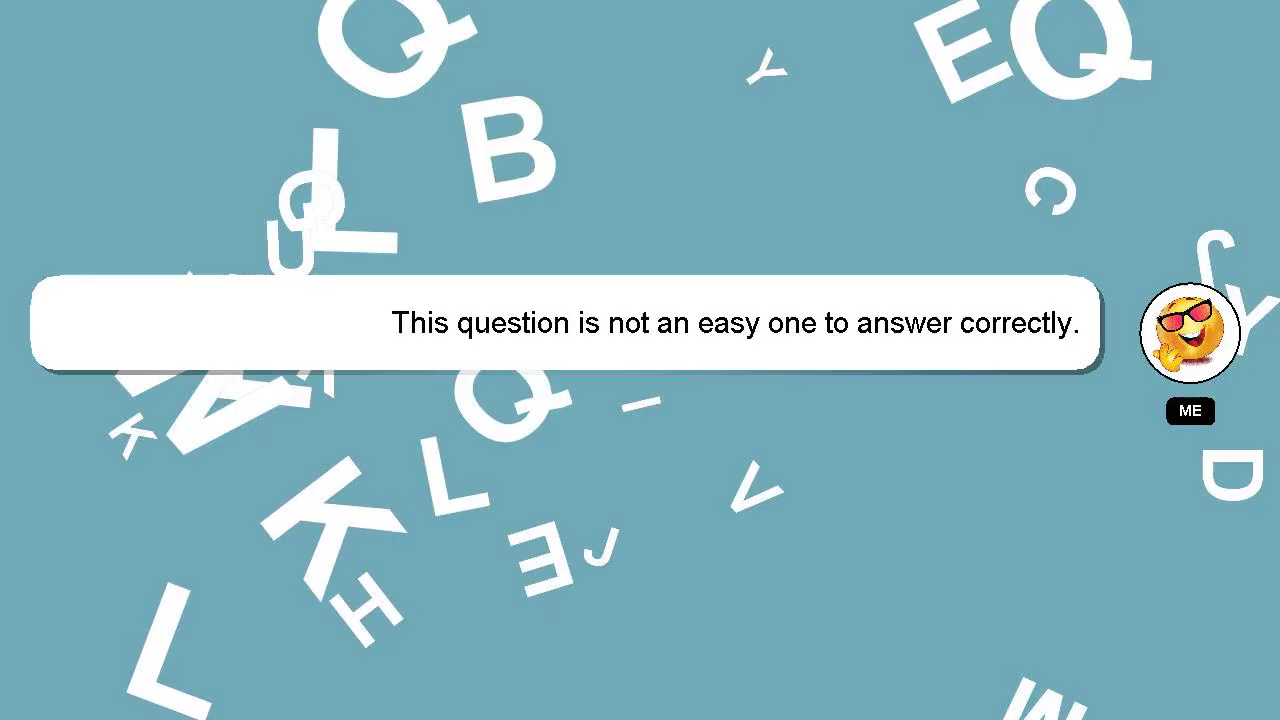 Q
E
Q
Y
B
L
Q
C
U
J
Y
This question is not an easy one to answer correctly.
ME
A
K
K
Q
I
L
V
D
K
E
J
H
L
W